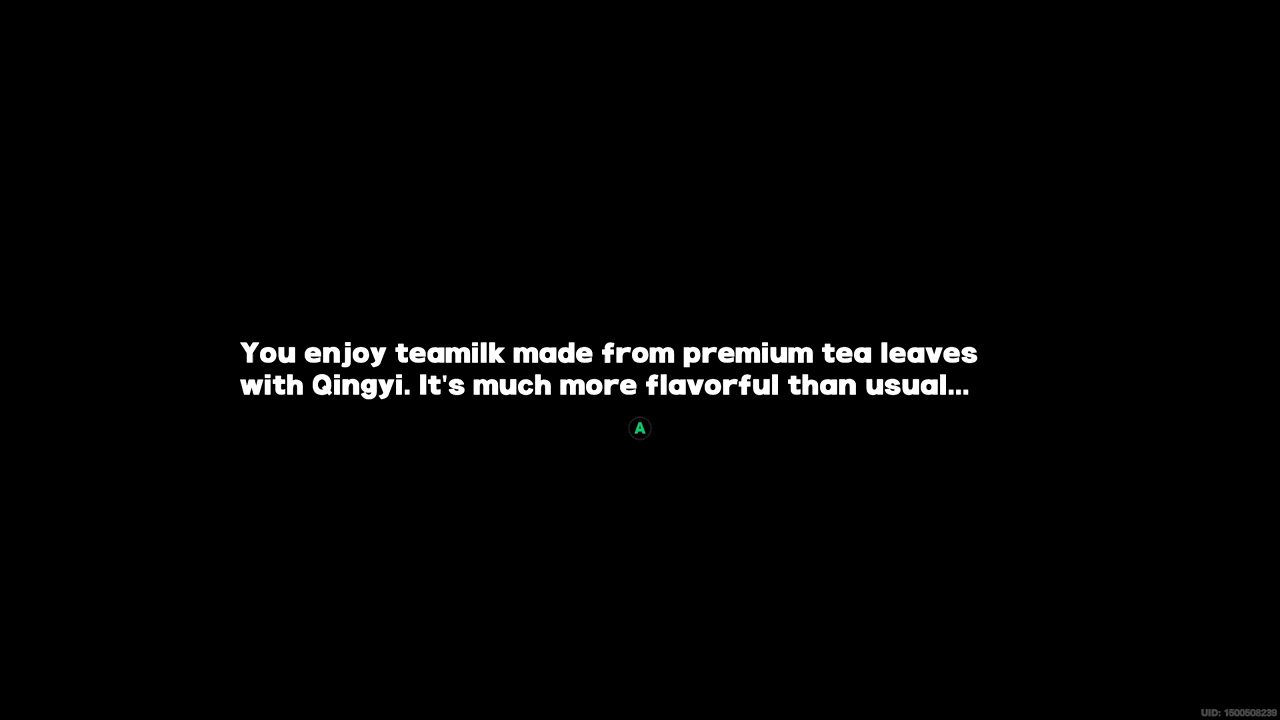 You enjoy teamilk made from premium tea leaves
with Qingyi. It's much more flavorful than usual...
A
UID: 1500508239